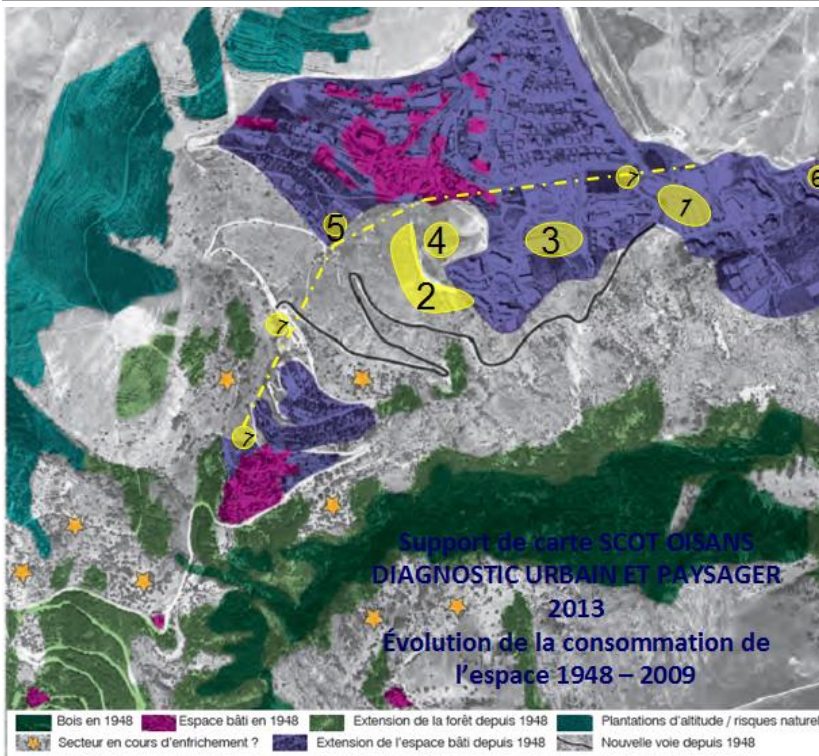 6
7
1
5
4
3
2
7
7
Support de carte SCOT OISANS
DIAGNOSTIC URBAIN ET PAYSAGER
2013
Évolution de la consommation de
l'espace 1948 – 2009
Bois en 1948 Espace bâti en 1948 Extension de la forêt depuis 1948 Plantations d'altitude / risques naturel
Secteur en cours d'enfrichement ? Extension de l'espace bâti depuis 1948 Nouvelle voie depuis 1948